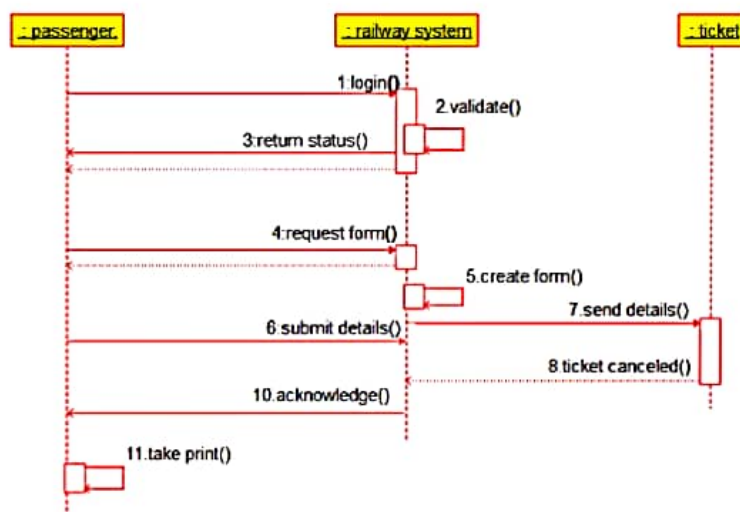 : passenger
: railway system
: ticket
1:login()
2.validate()
3:return status()
4:request form()
5.create form()
7.send details()
6:submit details()
8.ticket canceled()
10.acknowledge()
11.take print()